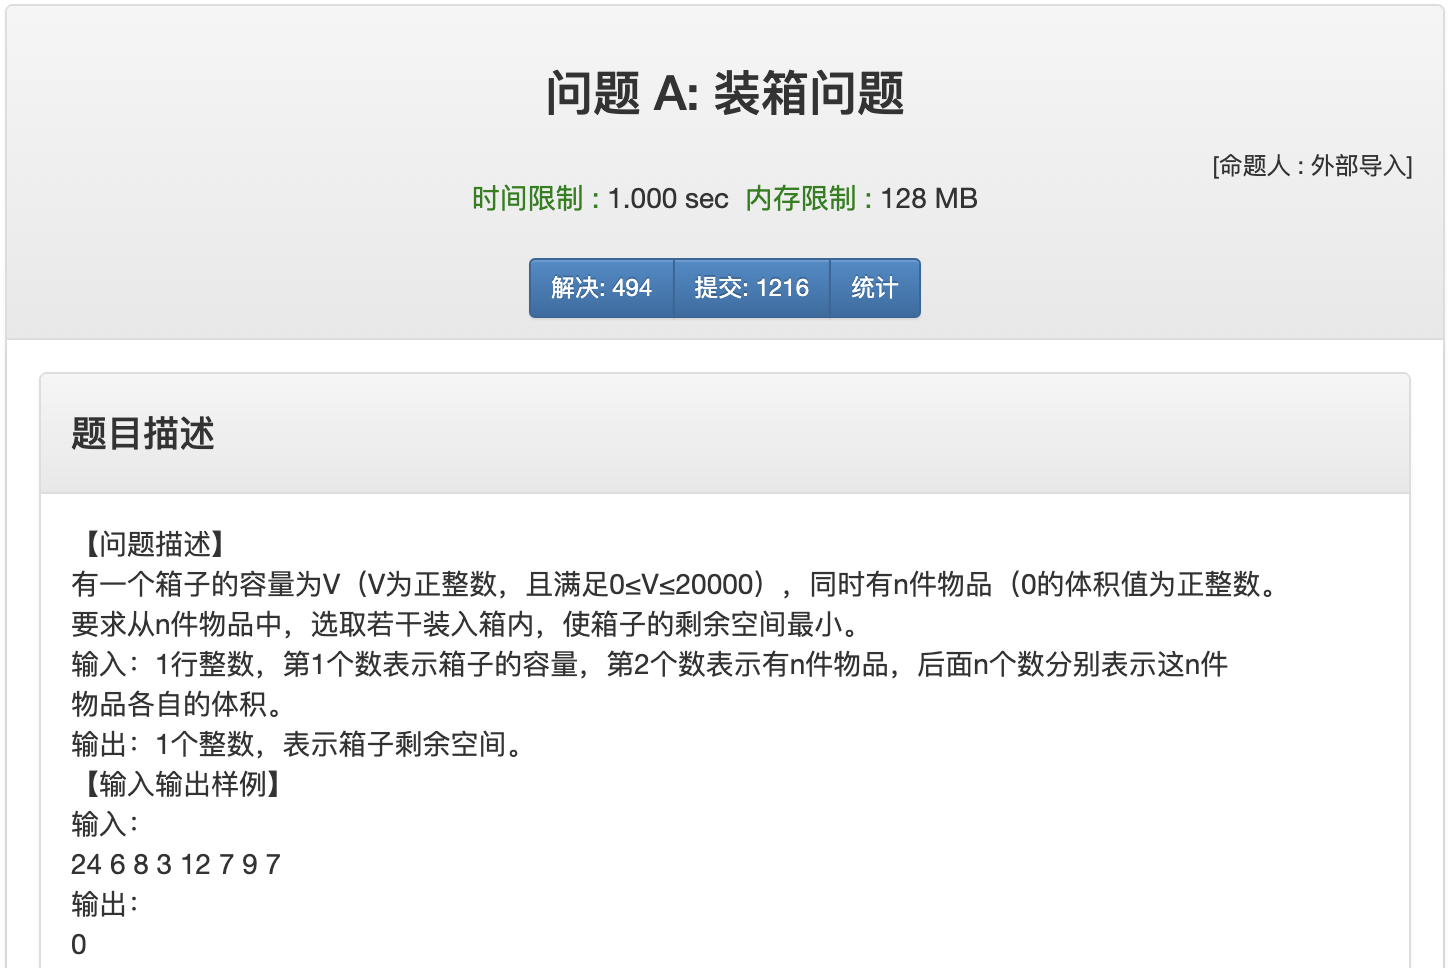 问题 A: 装箱问题
[命题人 : 外部导入]
时间限制 : 1.000 sec 内存限制 : 128 MB
解决: 494 提交: 1216 统计
题目描述
【问题描述】
有一个箱子的容量为V（V为正整数，且满足0≤V≤20000），同时有n件物品（0的体积值为正整数。
要求从n件物品中，选取若干装入箱内，使箱子的剩余空间最小。
输入：1行整数，第1个数表示箱子的容量，第2个数表示有n件物品，后面n个数分别表示这n件
物品各自的体积。
输出：1个整数，表示箱子剩余空间。
【输入输出样例】
输入：
24 6 8 3 12 7 9 7
输出：
0